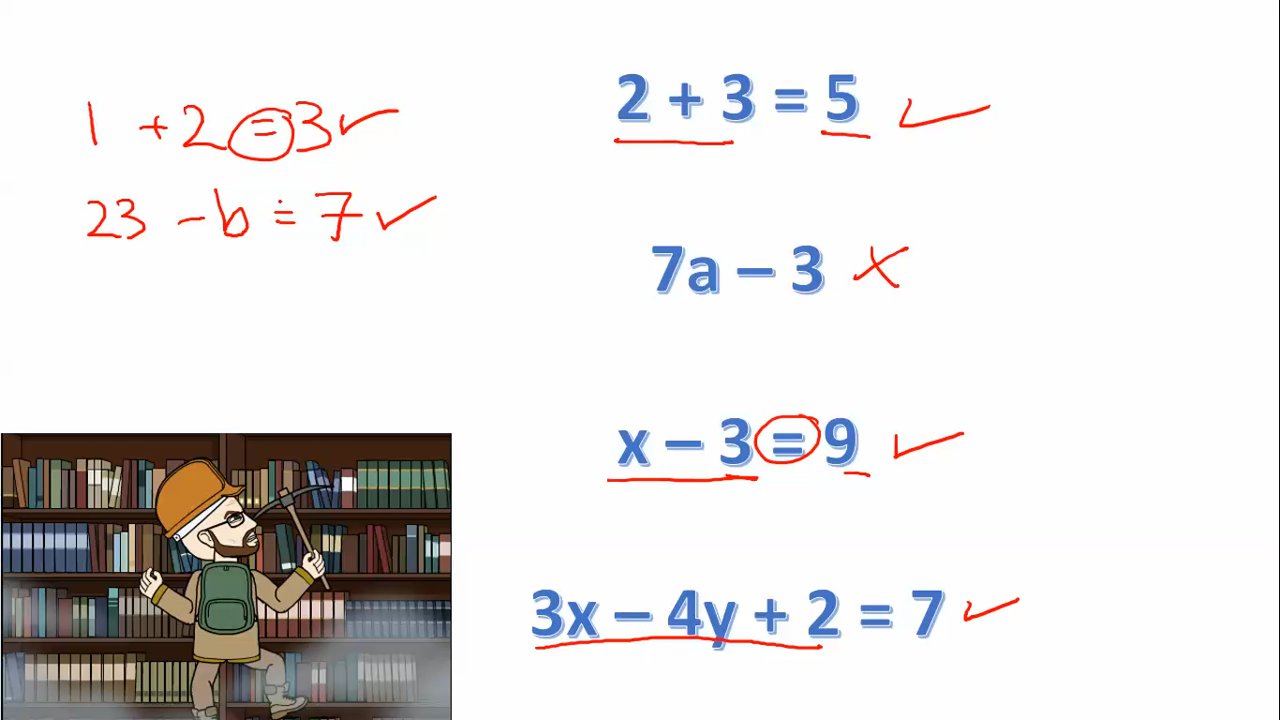 1 + 2 = 3 ✓
23 - b = 7 ✓
2 + 3 = 5 ✓
7a – 3 ✗
x – 3 = 9 ✓
3x – 4y + 2 = 7 ✓